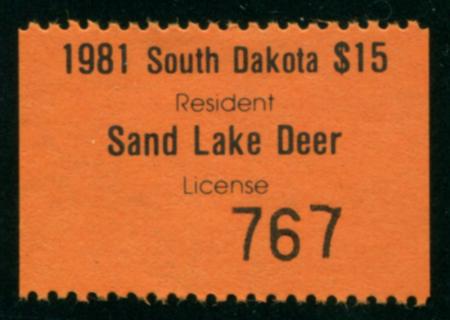 1981 South Dakota $15
Resident
Sand Lake Deer
License
767